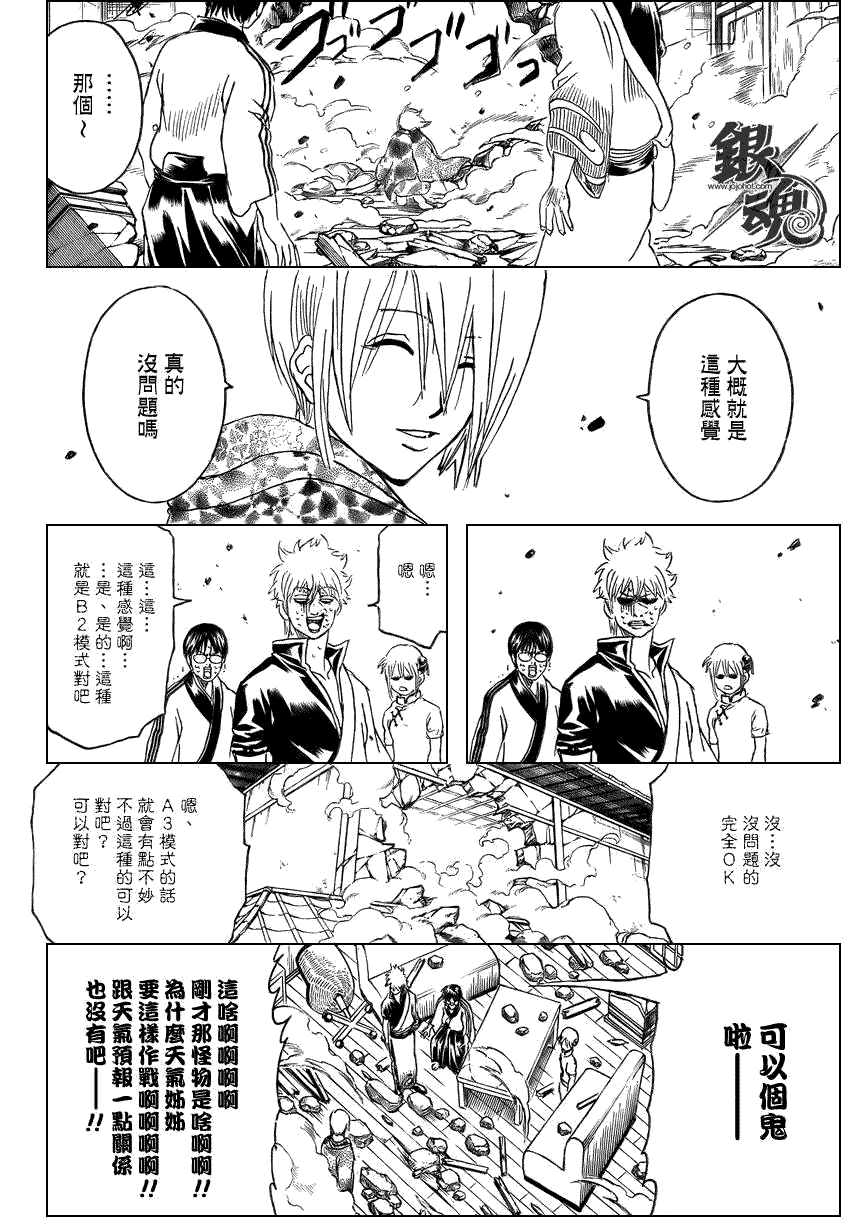 銀魂
www.jojohot.com
ゴゴゴゴゴ
……
那個~
大概就是
這種感覺
真的
沒問題嗎
嗯…
嗯
這…這…
這種感覺啊…
…是、是的…這種
就是B2模式對吧
沒…沒
沒問題的
完全OK
嗯、
A3模式的話
就會有點不妙
不過這種的可以
對吧?
可以對吧?
可以個鬼
啦——
這啥啊啊啊啊
剛才那怪物是啥啊啊!!
為什麼天氣姊姊
要這樣作戰啊啊啊啊!!
跟天氣預報一點關係
也沒有吧——!!